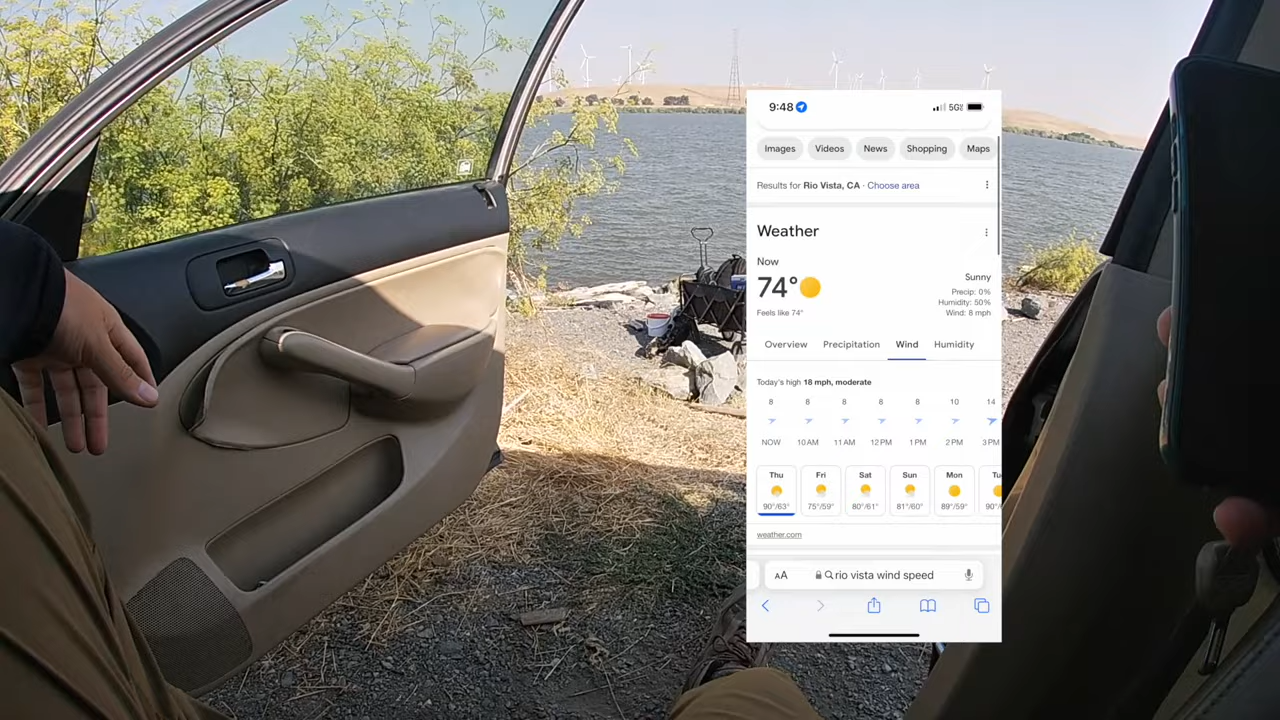 9:48 5G
Images Videos News Shopping Maps
Results for Rio Vista, CA · Choose area
Weather
Now
74°
Sunny
Precip: 0%
Humidity: 50%
Wind: 8 mph
Feels like 74°
Overview Precipitation Wind Humidity
Today's high 18 mph, moderate
8 8 8 8 8 10 14
NOW 10 AM 11 AM 12 PM 1 PM 2 PM 3 PM
Thu Fri Sat Sun Mon Tu
90°/63° 75°/59° 80°/61° 81°/60° 89°/59° 90°/
weather.com
AA rio vista wind speed